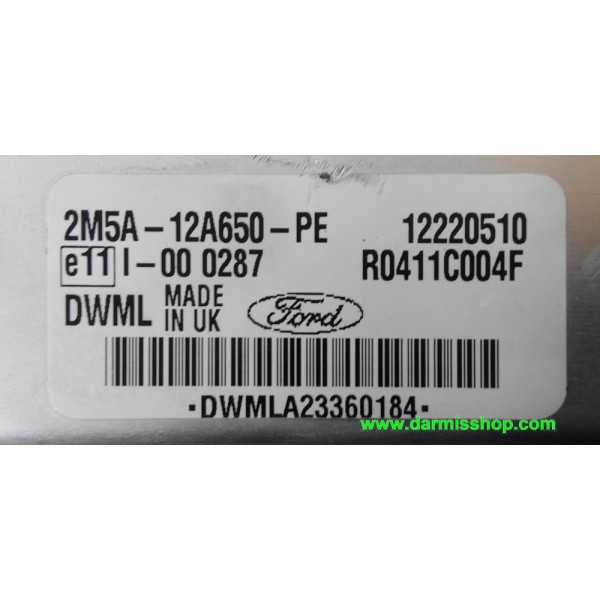 2M5A-12A650-PE 12220510
e11 I-00 0287 R0411C004F
DWML MADE IN UK Ford
·DWMLA23360184·
www.darmisshop.com